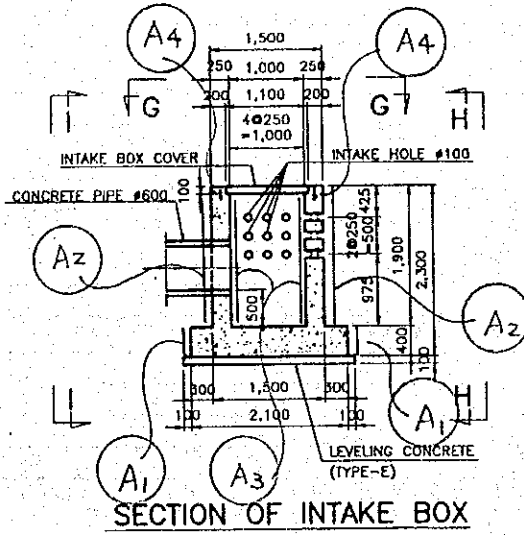 A4
1,500
A4
250
1,000
250
200
1,100
200
I
G
4@250
=1,000
G
H
INTAKE BOX COVER
INTAKE HOLE ø100
CONCRETE PIPE ø600
100
425
2@250
=500
1,900
2,300
A2
975
500
A2
400
100
300
1,500
300
I
H
100
2,100
100
A1
A1
A3
LEVELING CONCRETE
(TYPE-E)
SECTION OF INTAKE BOX